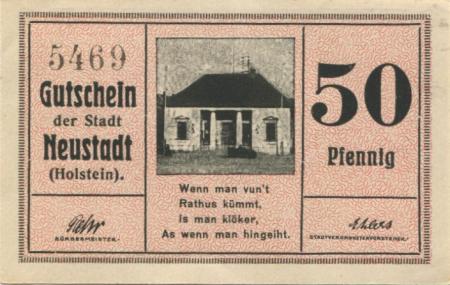 5469
Gutschein
der Stadt
Neustadt
(Holstein).
BÜRGERMEISTER.
Wenn man vun't
Rathus kümmt,
Is man klöker,
As wenn man hingeiht.
50
Pfennig
Ehlers
STADTVERORDNETENVORSTEHER.